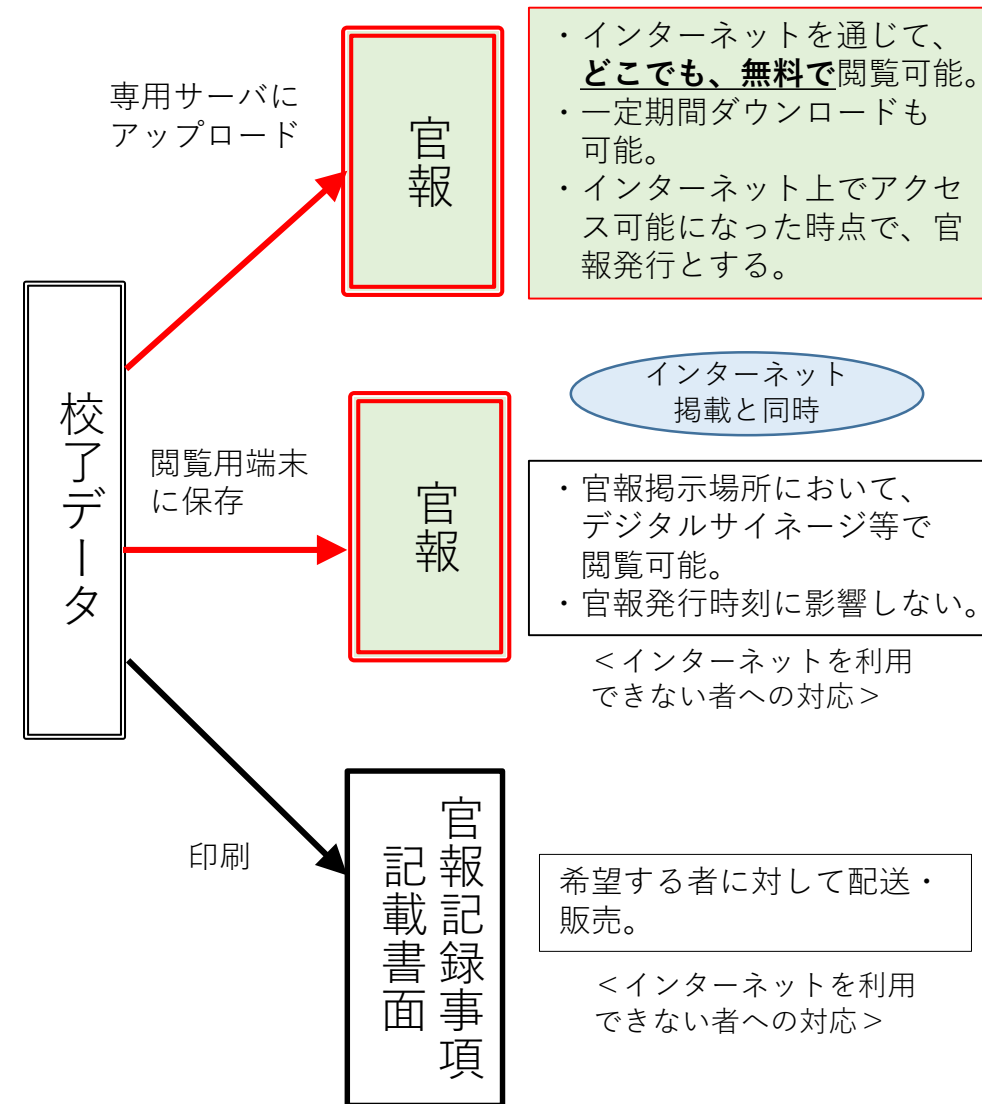 専用サーバに
アップロード
官報
・インターネットを通じて、
どこでも、無料で閲覧可能。
・一定期間ダウンロードも
可能。
・インターネット上でアクセ
ス可能になった時点で、官
報発行とする。
校了データ
閲覧用端末
に保存
官報
インターネット
掲載と同時
・官報掲示場所において、
デジタルサイネージ等で
閲覧可能。
・官報発行時刻に影響しない。
＜インターネットを利用
できない者への対応＞
印刷
官報記録事項
記載書面
希望する者に対して配送・
販売。
＜インターネットを利用
できない者への対応＞